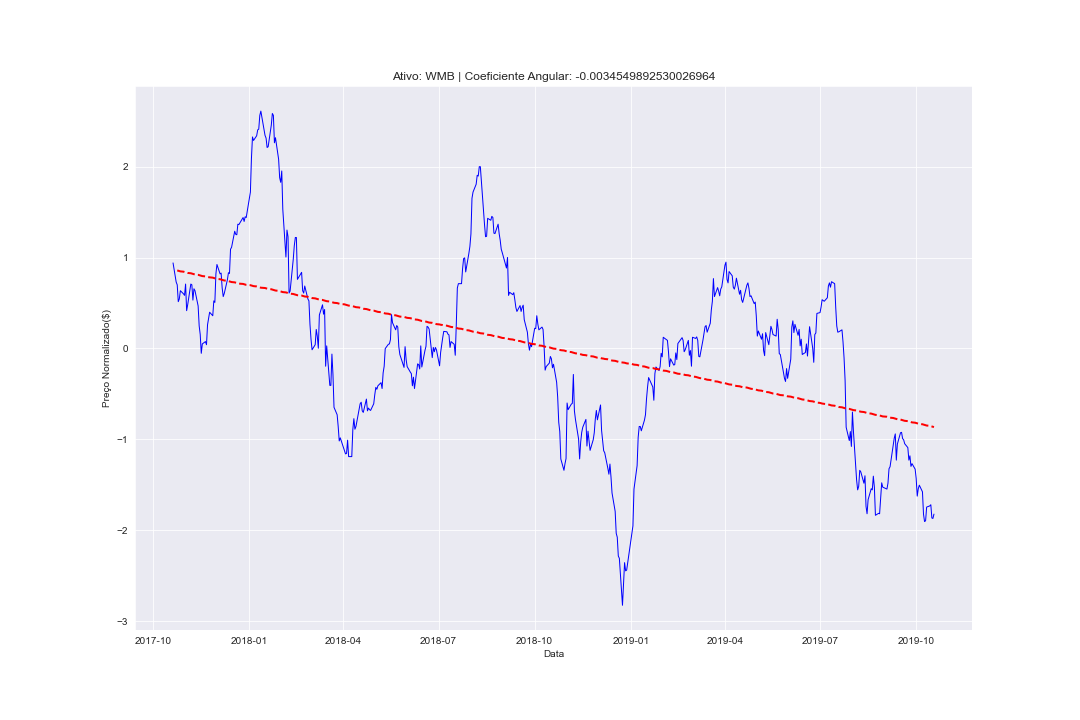 Ativo: WMB | Coeficiente Angular: -0.0034549892530026964
Preço Normalizado($)
2
1
0
−1
−2
−3
2017-10 2018-01 2018-04 2018-07 2018-10 2019-01 2019-04 2019-07 2019-10
Data